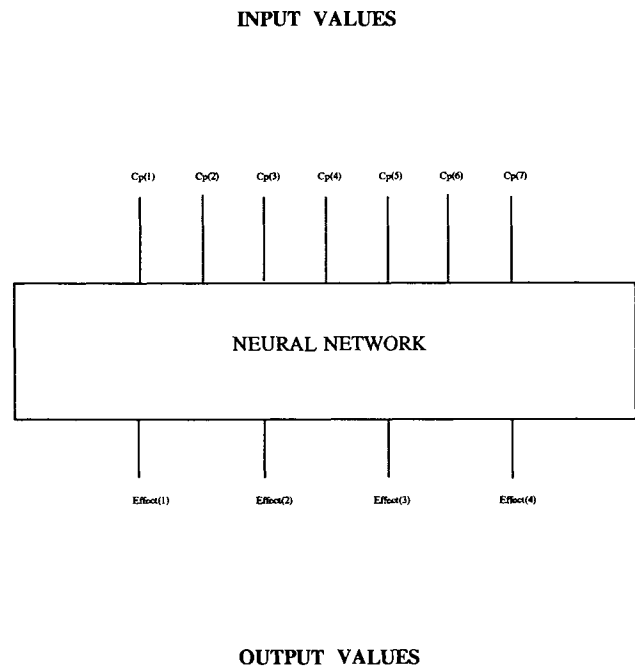 INPUT VALUES
Cp(1) Cp(2) Cp(3) Cp(4) Cp(5) Cp(6) Cp(7)
NEURAL NETWORK
Effect(1) Effect(2) Effect(3) Effect(4)
OUTPUT VALUES